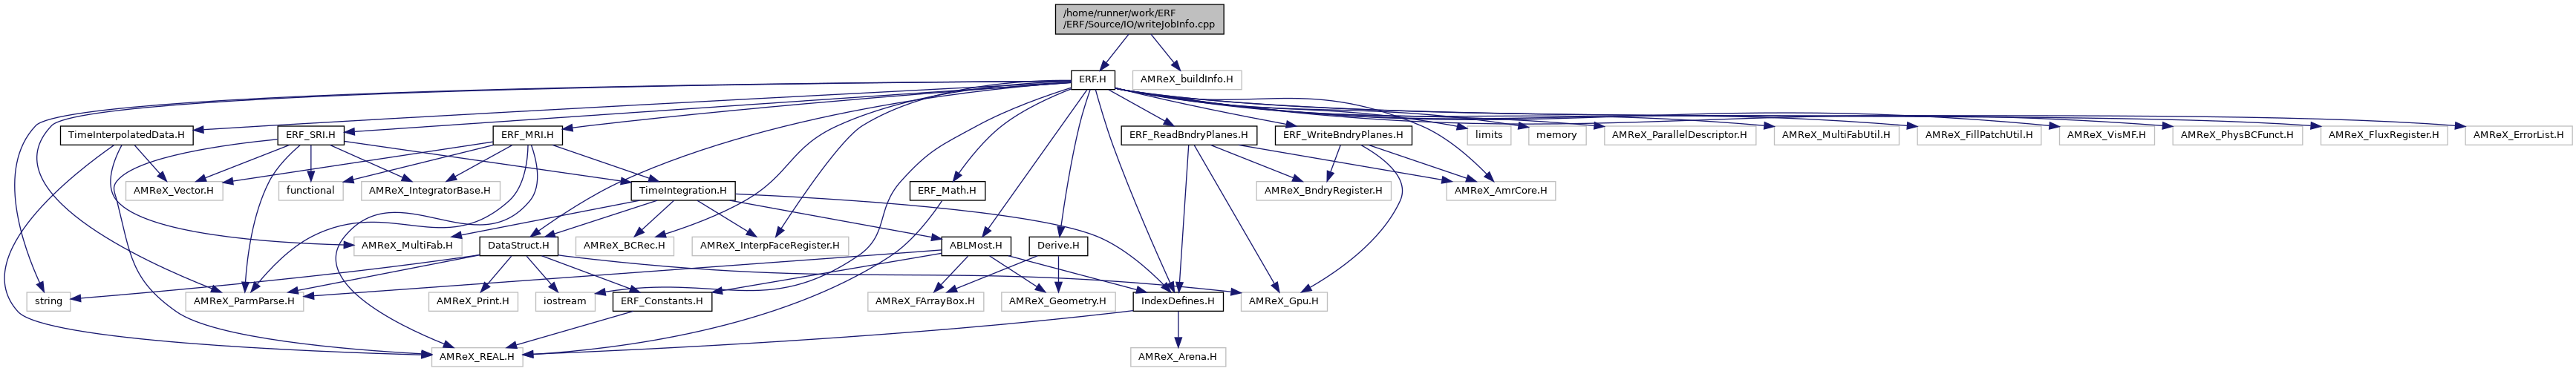 /home/runner/work/ERF
/ERF/Source/IO/writeJobInfo.cpp
ERF.H
AMReX_buildInfo.H
TimeInterpolatedData.H
ERF_SRI.H
ERF_MRI.H
ERF_ReadBndryPlanes.H
ERF_WriteBndryPlanes.H
limits
memory
AMReX_ParallelDescriptor.H
AMReX_MultiFabUtil.H
AMReX_FillPatchUtil.H
AMReX_VisMF.H
AMReX_PhysBCFunct.H
AMReX_FluxRegister.H
AMReX_ErrorList.H
AMReX_Vector.H
functional
AMReX_IntegratorBase.H
TimeIntegration.H
ERF_Math.H
AMReX_BndryRegister.H
AMReX_AmrCore.H
AMReX_MultiFab.H
DataStruct.H
AMReX_BCRec.H
AMReX_InterpFaceRegister.H
ABLMost.H
Derive.H
string
AMReX_ParmParse.H
AMReX_Print.H
iostream
ERF_Constants.H
AMReX_FArrayBox.H
AMReX_Geometry.H
IndexDefines.H
AMReX_Gpu.H
AMReX_REAL.H
AMReX_Arena.H